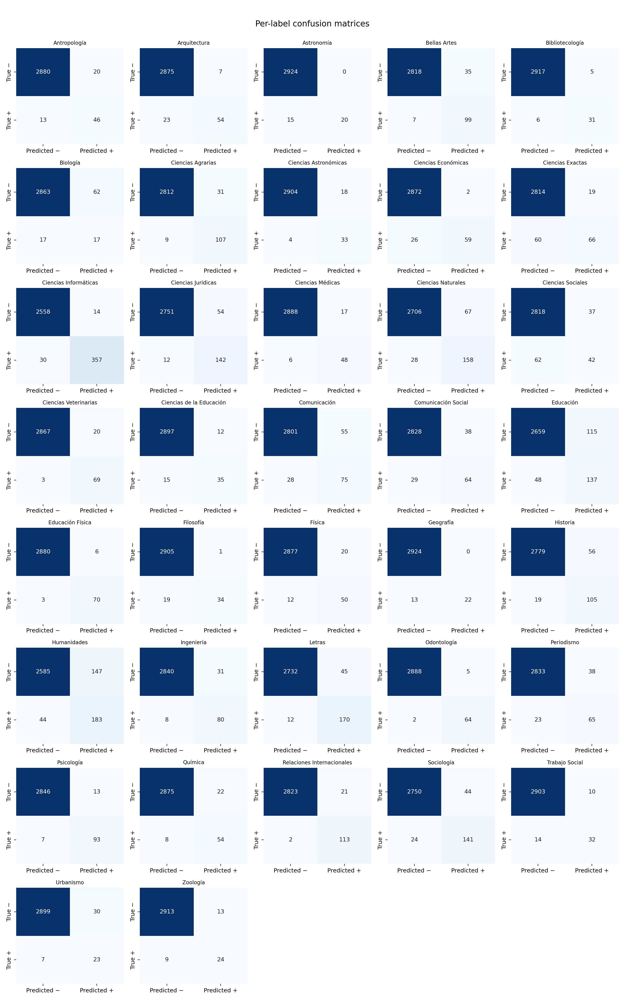 Per-label confusion matrices
Antropología Arquitectura Astronomía Bellas Artes Bibliotecología
True − 2880 20 True − 2875 7 True − 2924 0 True − 2818 35 True − 2917 5
True + 13 46 True + 23 54 True + 15 20 True + 7 99 True + 6 31
Predicted − Predicted + Predicted − Predicted + Predicted − Predicted + Predicted − Predicted + Predicted − Predicted +
Biología Ciencias Agrarias Ciencias Astronómicas Ciencias Económicas Ciencias Exactas
True − 2863 62 True − 2812 31 True − 2904 18 True − 2872 2 True − 2814 19
True + 17 17 True + 9 107 True + 4 33 True + 26 59 True + 60 66
Predicted − Predicted + Predicted − Predicted + Predicted − Predicted + Predicted − Predicted + Predicted − Predicted +
Ciencias Informáticas Ciencias Jurídicas Ciencias Médicas Ciencias Naturales Ciencias Sociales
True − 2558 14 True − 2751 54 True − 2888 17 True − 2706 67 True − 2818 37
True + 30 357 True + 12 142 True + 6 48 True + 28 158 True + 62 42
Predicted − Predicted + Predicted − Predicted + Predicted − Predicted + Predicted − Predicted + Predicted − Predicted +
Ciencias Veterinarias Ciencias de la Educación Comunicación Comunicación Social Educación
True − 2867 20 True − 2897 12 True − 2801 55 True − 2828 38 True − 2659 115
True + 3 69 True + 15 35 True + 28 75 True + 29 64 True + 48 137
Predicted − Predicted + Predicted − Predicted + Predicted − Predicted + Predicted − Predicted + Predicted − Predicted +
Educación Física Filosofía Física Geografía Historia
True − 2880 6 True − 2905 1 True − 2877 20 True − 2924 0 True − 2779 56
True + 3 70 True + 19 34 True + 12 50 True + 13 22 True + 19 105
Predicted − Predicted + Predicted − Predicted + Predicted − Predicted + Predicted − Predicted + Predicted − Predicted +
Humanidades Ingeniería Letras Odontología Periodismo
True − 2585 147 True − 2840 31 True − 2732 45 True − 2888 5 True − 2833 38
True + 44 183 True + 8 80 True + 12 170 True + 2 64 True + 23 65
Predicted − Predicted + Predicted − Predicted + Predicted − Predicted + Predicted − Predicted + Predicted − Predicted +
Psicología Química Relaciones Internacionales Sociología Trabajo Social
True − 2846 13 True − 2875 22 True − 2823 21 True − 2750 44 True − 2903 10
True + 7 93 True + 8 54 True + 2 113 True + 24 141 True + 14 32
Predicted − Predicted + Predicted − Predicted + Predicted − Predicted + Predicted − Predicted + Predicted − Predicted +
Urbanismo Zoología
True − 2899 30 True − 2913 13
True + 7 23 True + 9 24
Predicted − Predicted + Predicted − Predicted +